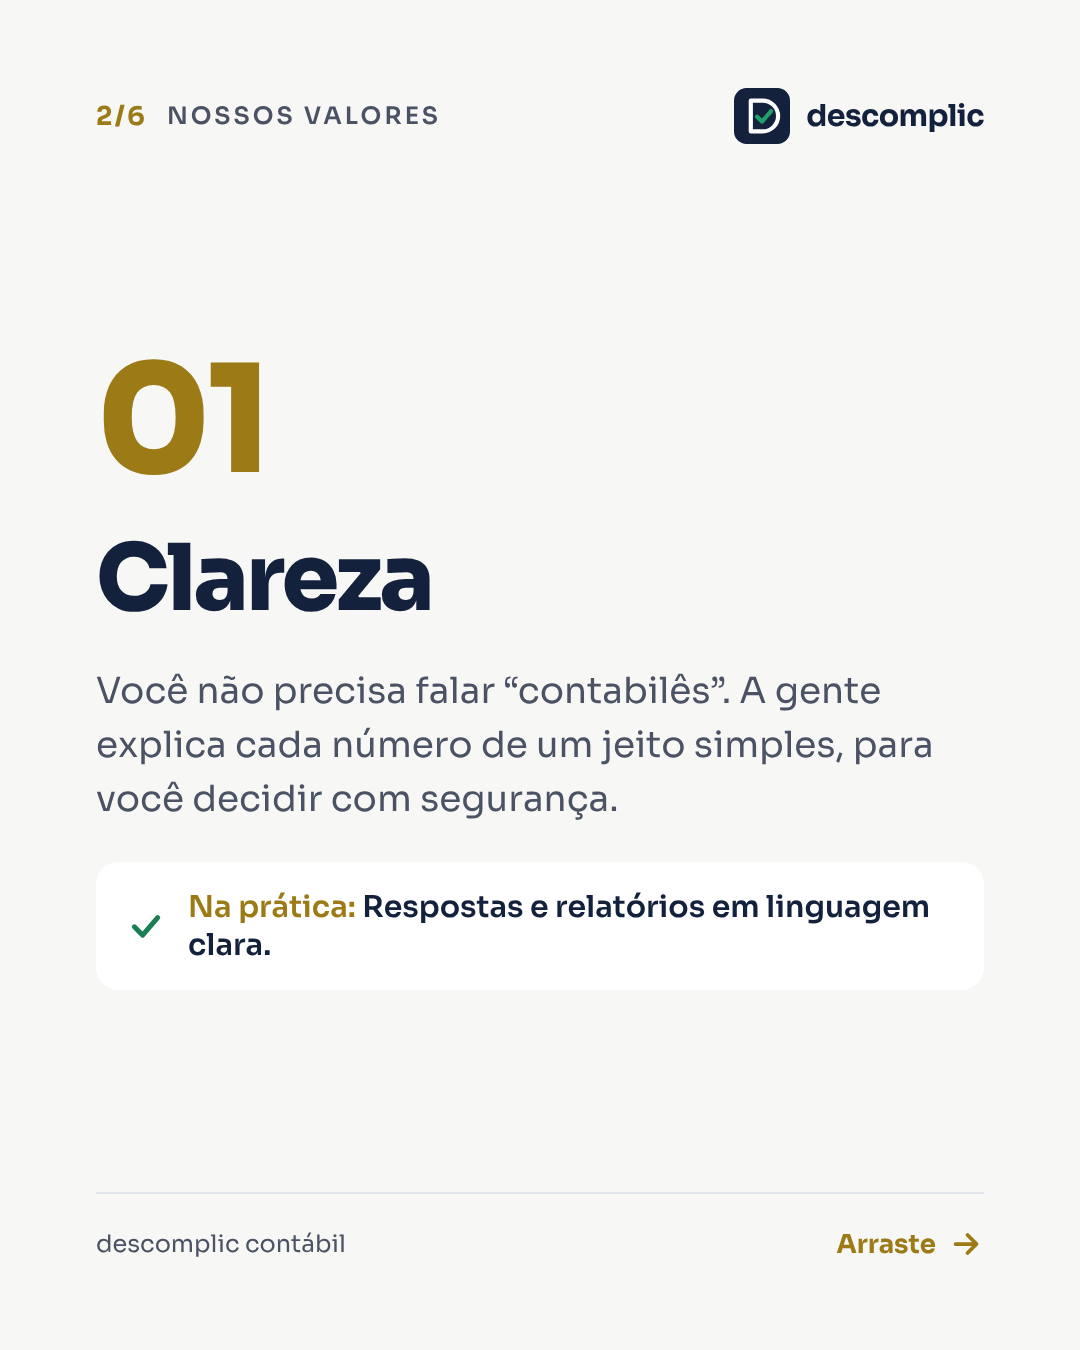 2/6 NOSSOS VALORES
descomplic
01
Clareza
Você não precisa falar “contabilês”. A gente
explica cada número de um jeito simples, para
você decidir com segurança.
Na prática: Respostas e relatórios em linguagem
clara.
descomplic contábil
Arraste →